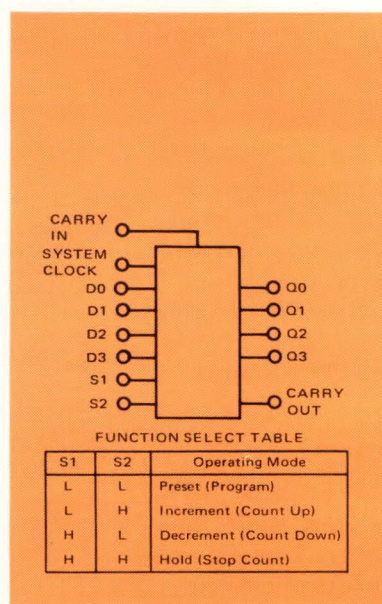 CARRY
IN
SYSTEM
CLOCK
D0
D1
D2
D3
S1
S2
Q0
Q1
Q2
Q3
CARRY
OUT
FUNCTION SELECT TABLE
S1 S2 Operating Mode
L L Preset (Program)
L H Increment (Count Up)
H L Decrement (Count Down)
H H Hold (Stop Count)